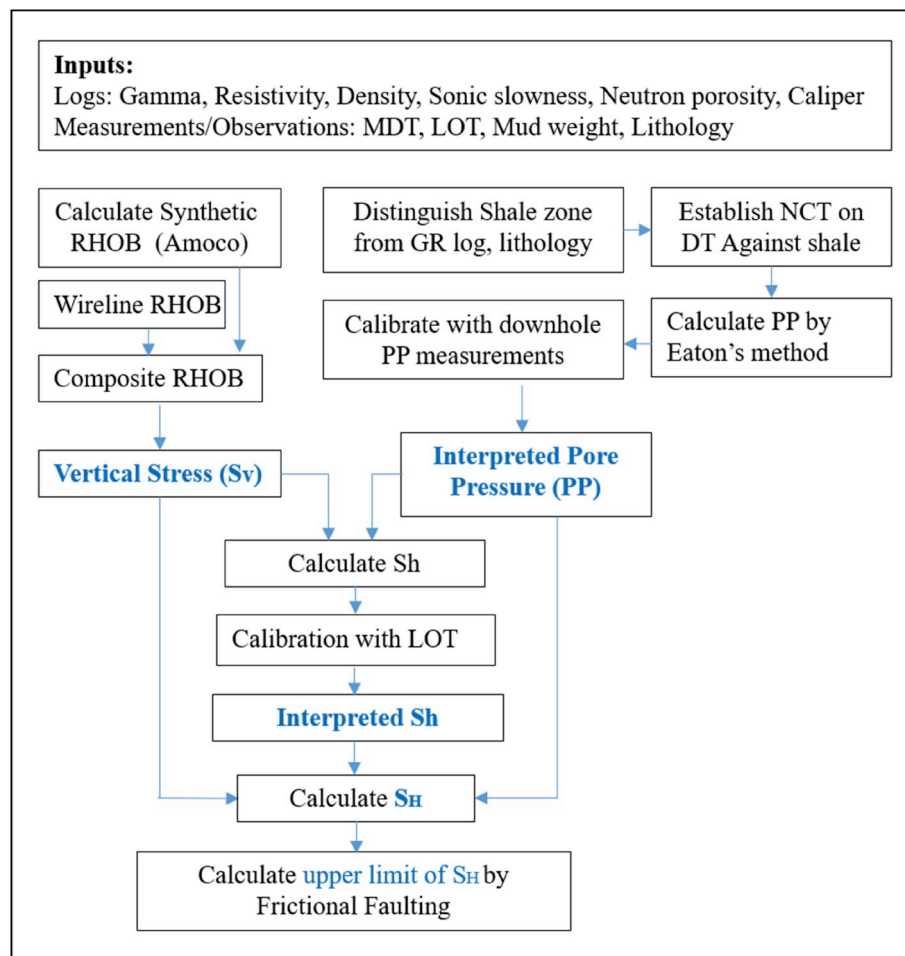 Inputs:
Logs: Gamma, Resistivity, Density, Sonic slowness, Neutron porosity, Caliper
Measurements/Observations: MDT, LOT, Mud weight, Lithology
Calculate Synthetic
RHOB (Amoco)
Distinguish Shale zone
from GR log, lithology
Establish NCT on
DT Against shale
Wireline RHOB
Calibrate with downhole
PP measurements
Calculate PP by
Eaton's method
Composite RHOB
Vertical Stress (Sv)
Interpreted Pore
Pressure (PP)
Calculate Sh
Calibration with LOT
Interpreted Sh
Calculate SH
Calculate upper limit of SH by
Frictional Faulting